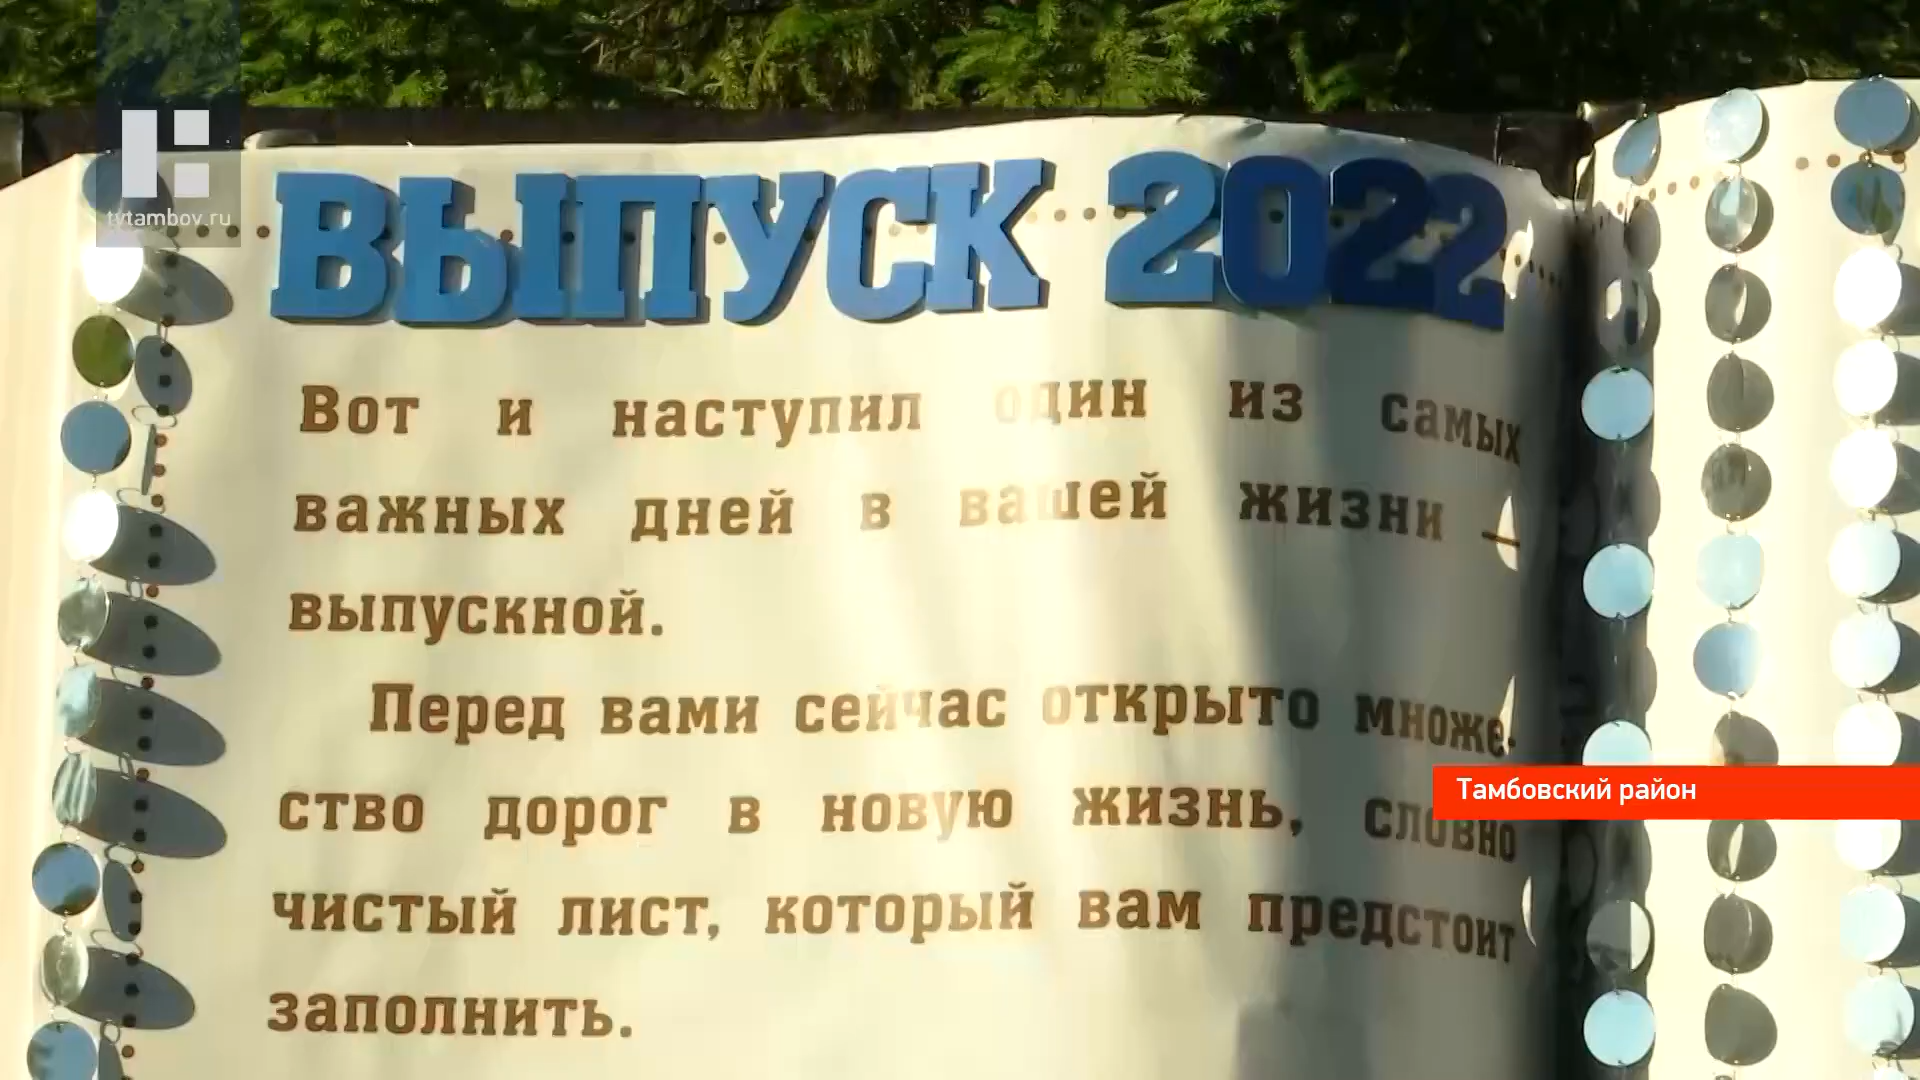 tvtambov.ru
ВЫПУСК 2022
Вот и наступил один из самых
важных дней в вашей жизни –
выпускной.
Перед вами сейчас открыто множе-
ство дорог в новую жизнь, словно
чистый лист, который вам предстоит
заполнить.
Тамбовский район